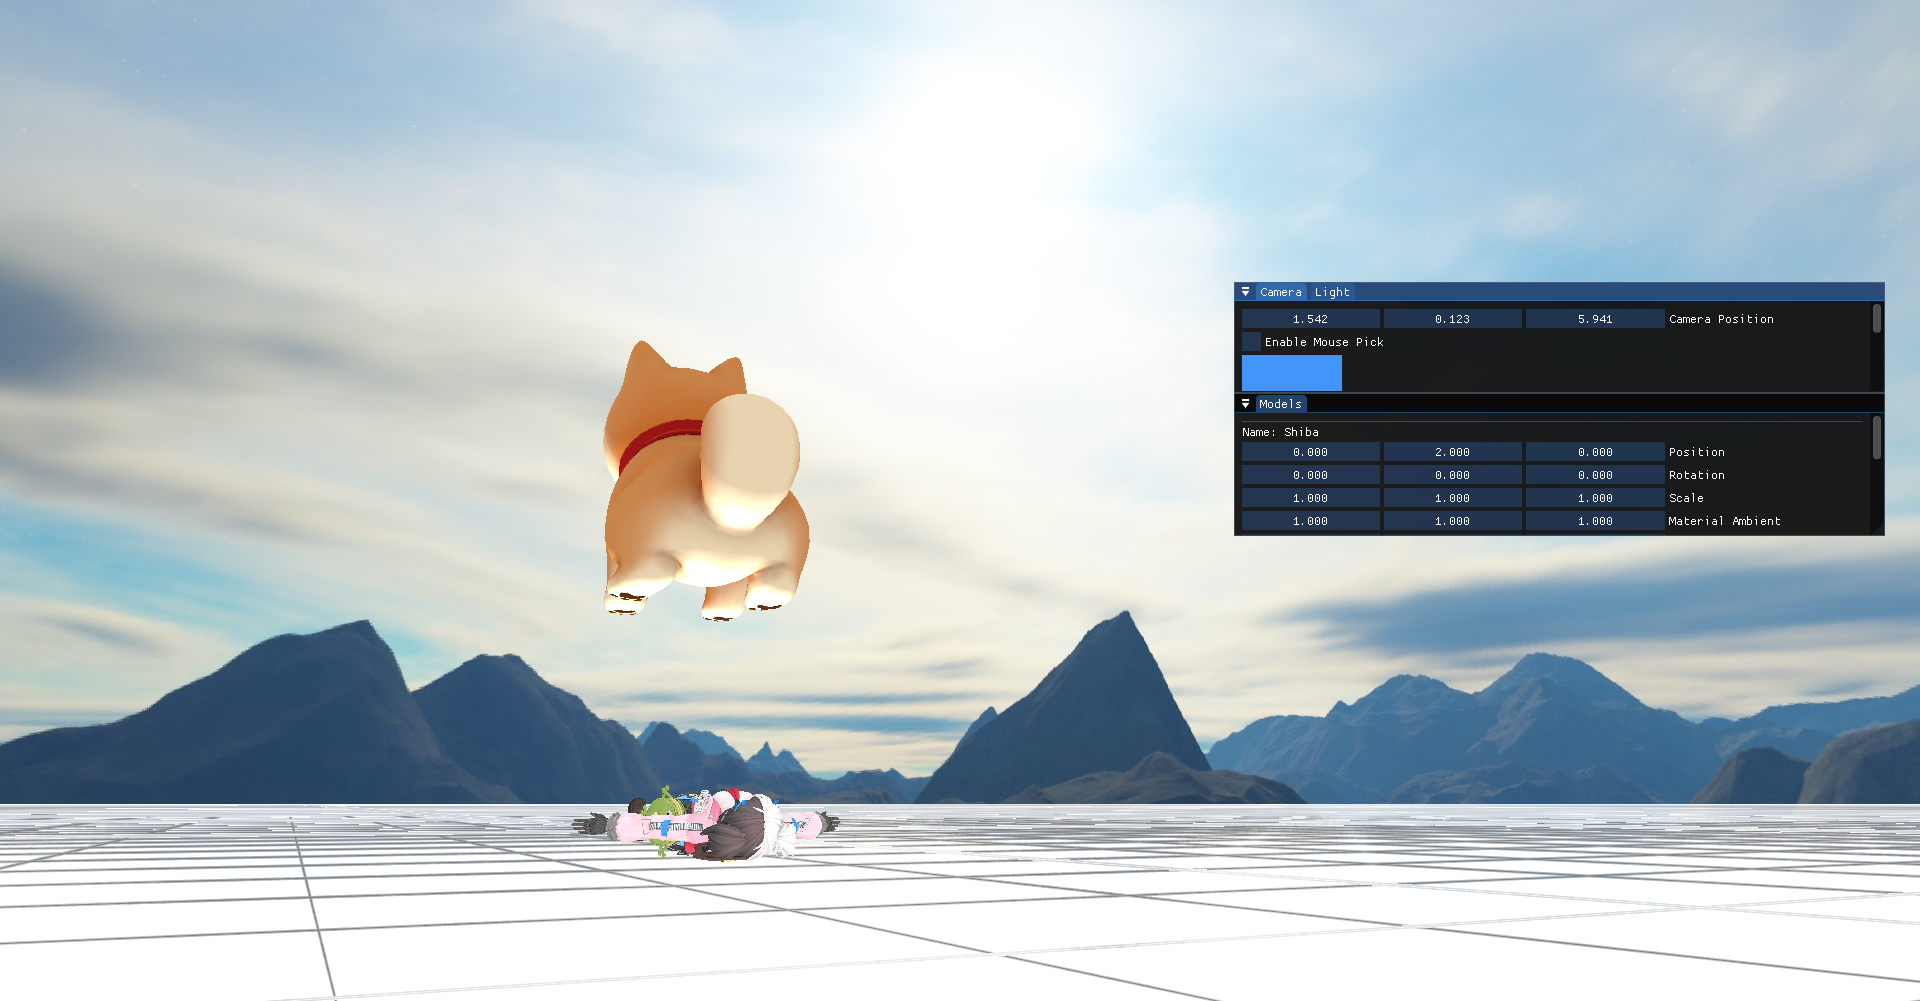 Camera Light
1.542 0.123 5.941 Camera Position
Enable Mouse Pick
Models
Name: Shiba
0.000 2.000 0.000 Position
0.000 0.000 0.000 Rotation
1.000 1.000 1.000 Scale
1.000 1.000 1.000 Material Ambient